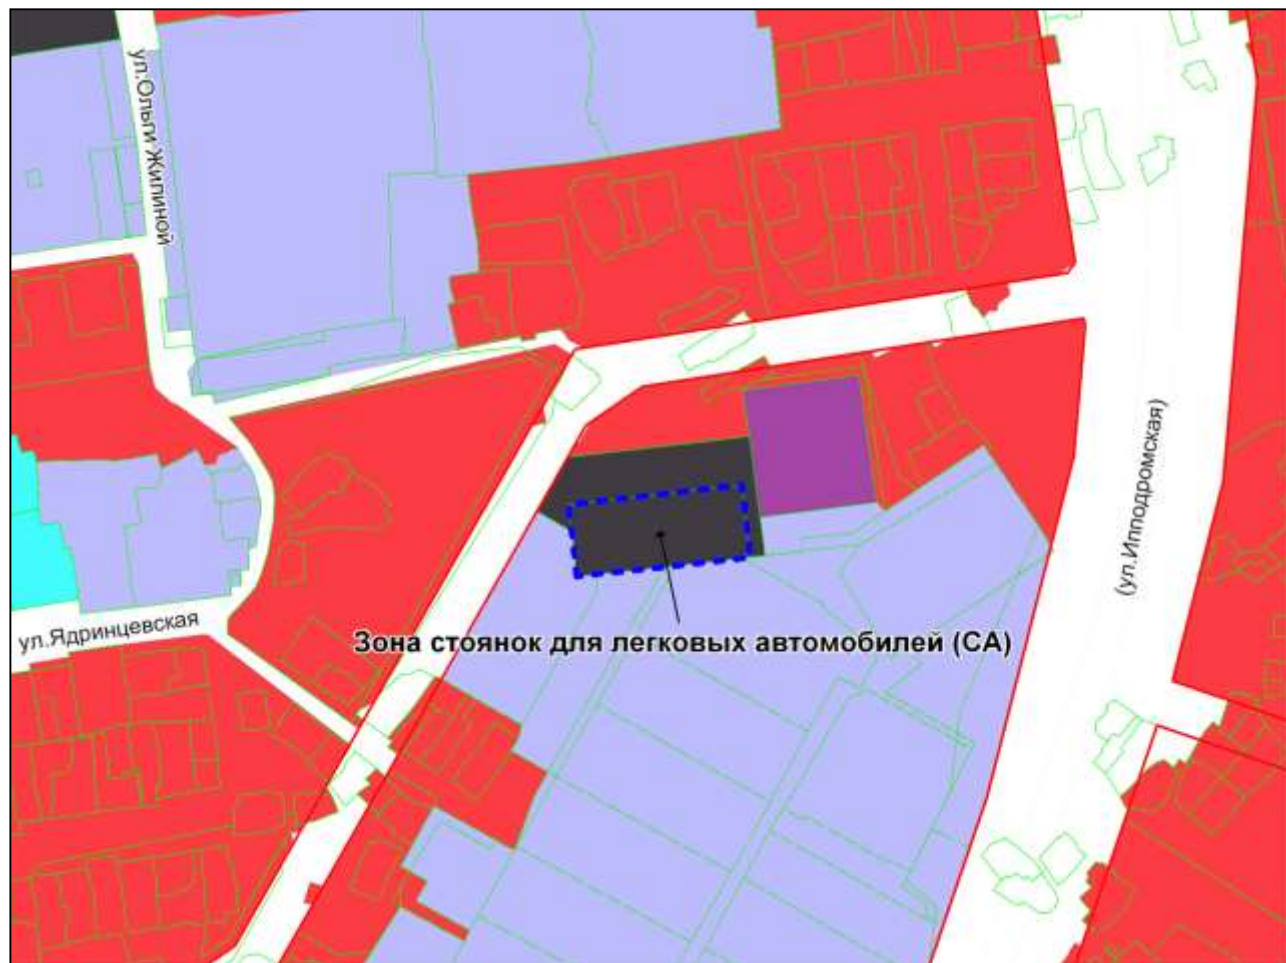 ул.Ольги Жилиной
(ул.Ипподромская)
ул.Ядринцевская
Зона стоянок для легковых автомобилей (СА)